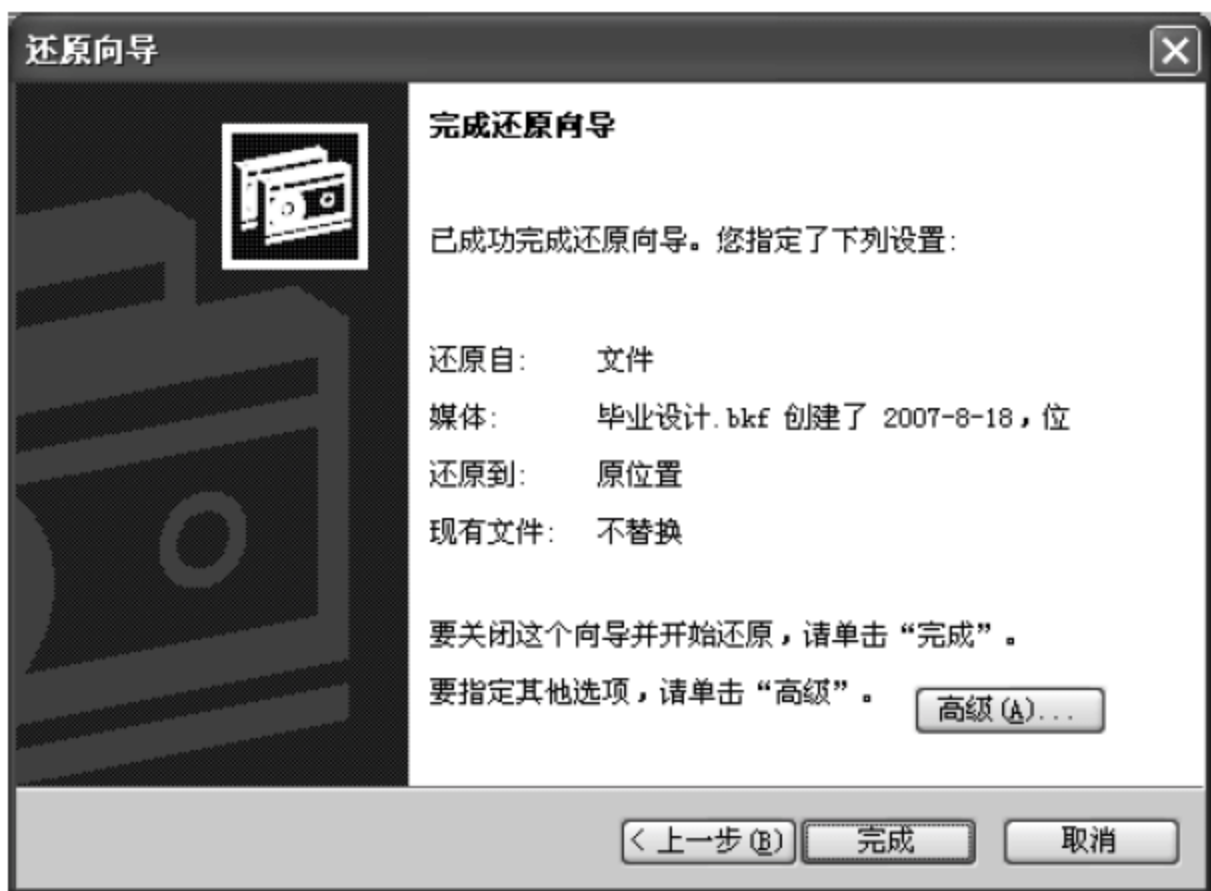 还原向导
完成还原向导
已成功完成还原向导。您指定了下列设置:
还原自: 文件
媒体: 毕业设计.bkf 创建了 2007-8-18，位
还原到: 原位置
现有文件: 不替换
要关闭这个向导并开始还原，请单击“完成”。
要指定其他选项，请单击“高级”。 高级(A)...
< 上一步(B) 完成 取消